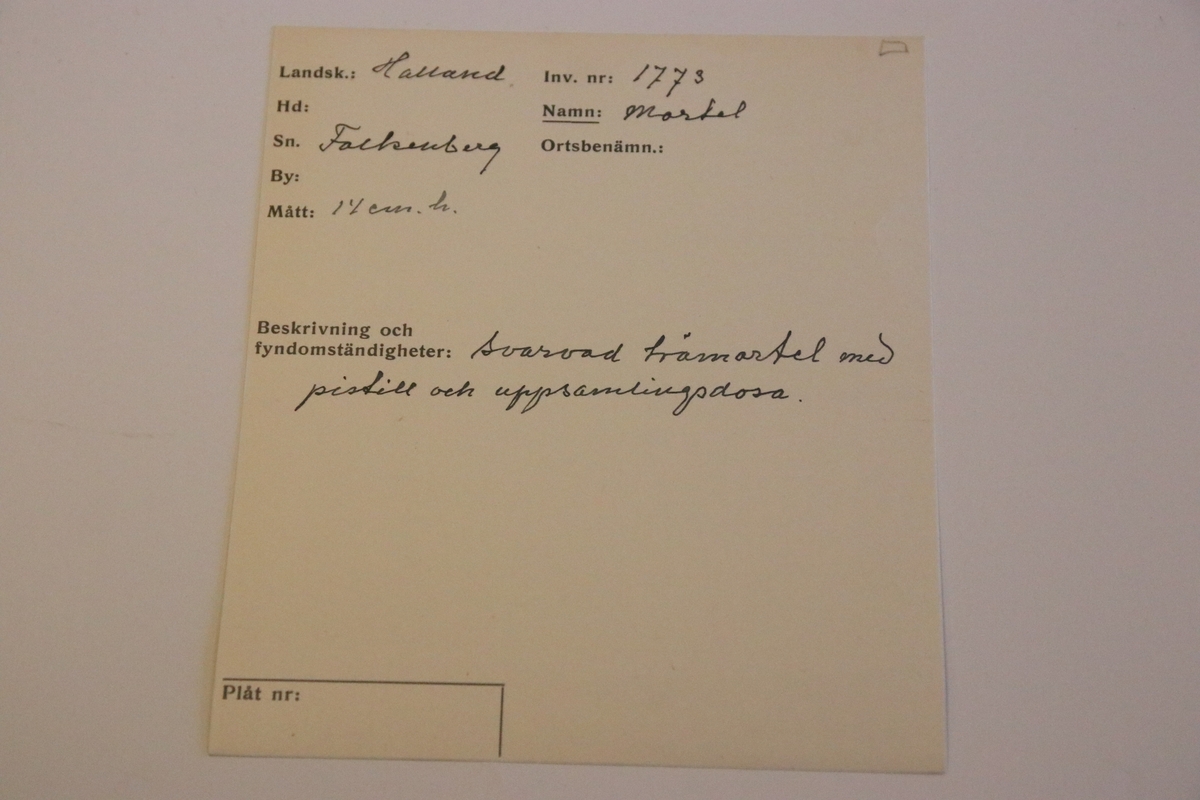 Landsk.: Halland. Inv. nr: 1773
Hd: Namn: Mortel
Sn. Falkenberg Ortsbenämn.:
By:
Mått: 14 cm. h.
Beskrivning och
fyndomständigheter: Svarvad trämortel med
pistill och uppsamlingsdosa.
Plåt nr: